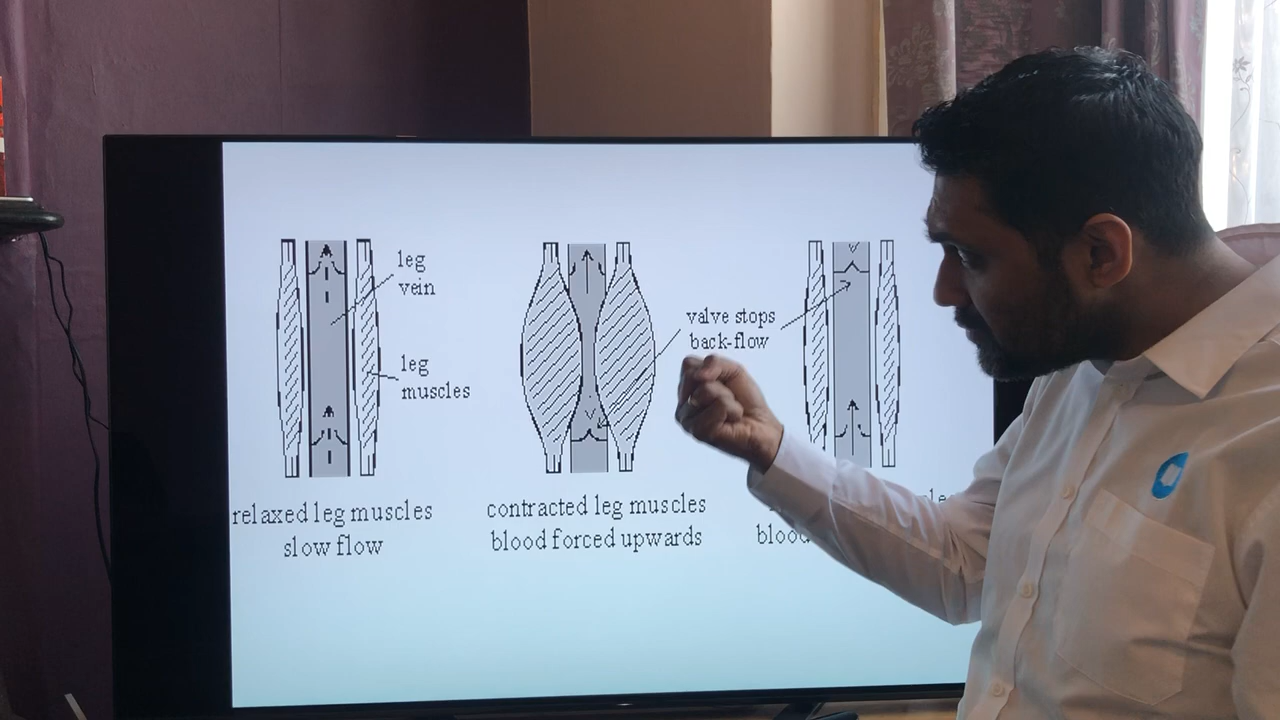 leg
vein
leg
muscles
valve stops
back-flow
relaxed leg muscles
slow flow
contracted leg muscles
blood forced upwards
blood